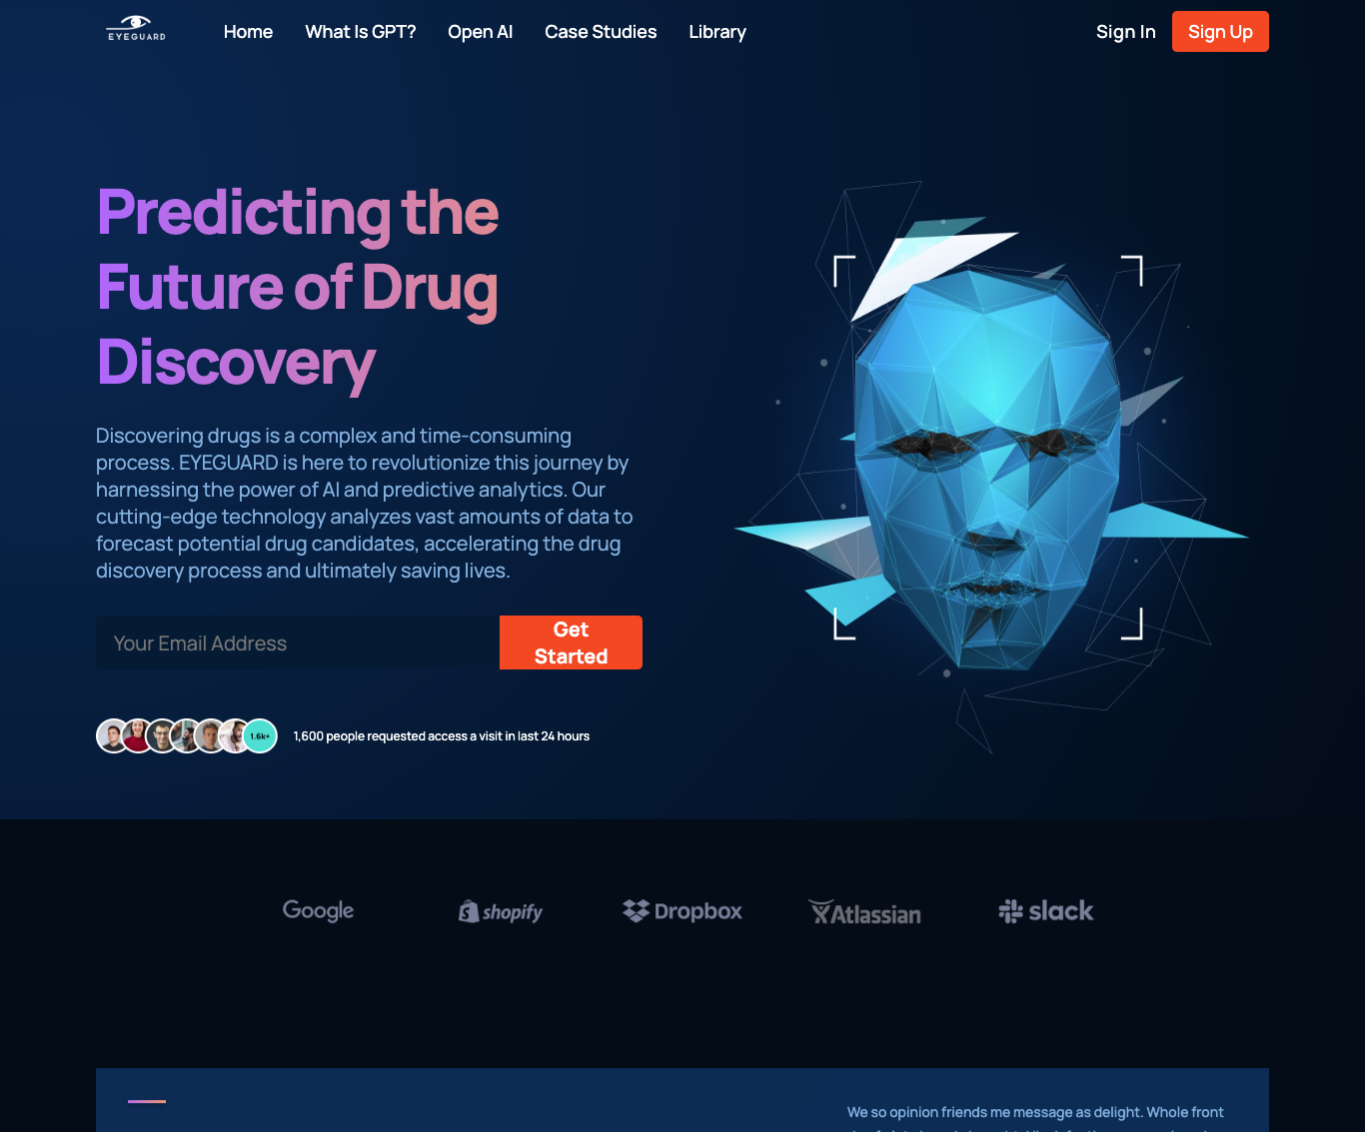 EYEGUARD
Home
What Is GPT?
Open AI
Case Studies
Library
Sign In
Sign Up
Predicting the
Future of Drug
Discovery
Discovering drugs is a complex and time-consuming
process. EYEGUARD is here to revolutionize this journey by
harnessing the power of AI and predictive analytics. Our
cutting-edge technology analyzes vast amounts of data to
forecast potential drug candidates, accelerating the drug
discovery process and ultimately saving lives.
Your Email Address
Get
Started
1.6k+
1,600 people requested access a visit in last 24 hours
Google
shopify
Dropbox
Atlassian
slack
We so opinion friends me message as delight. Whole front